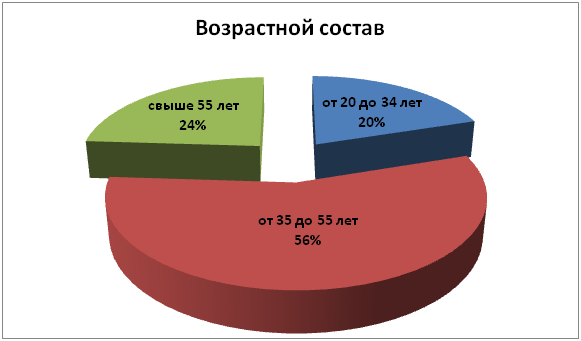 Возрастной состав
свыше 55 лет
24%
от 20 до 34 лет
20%
от 35 до 55 лет
56%